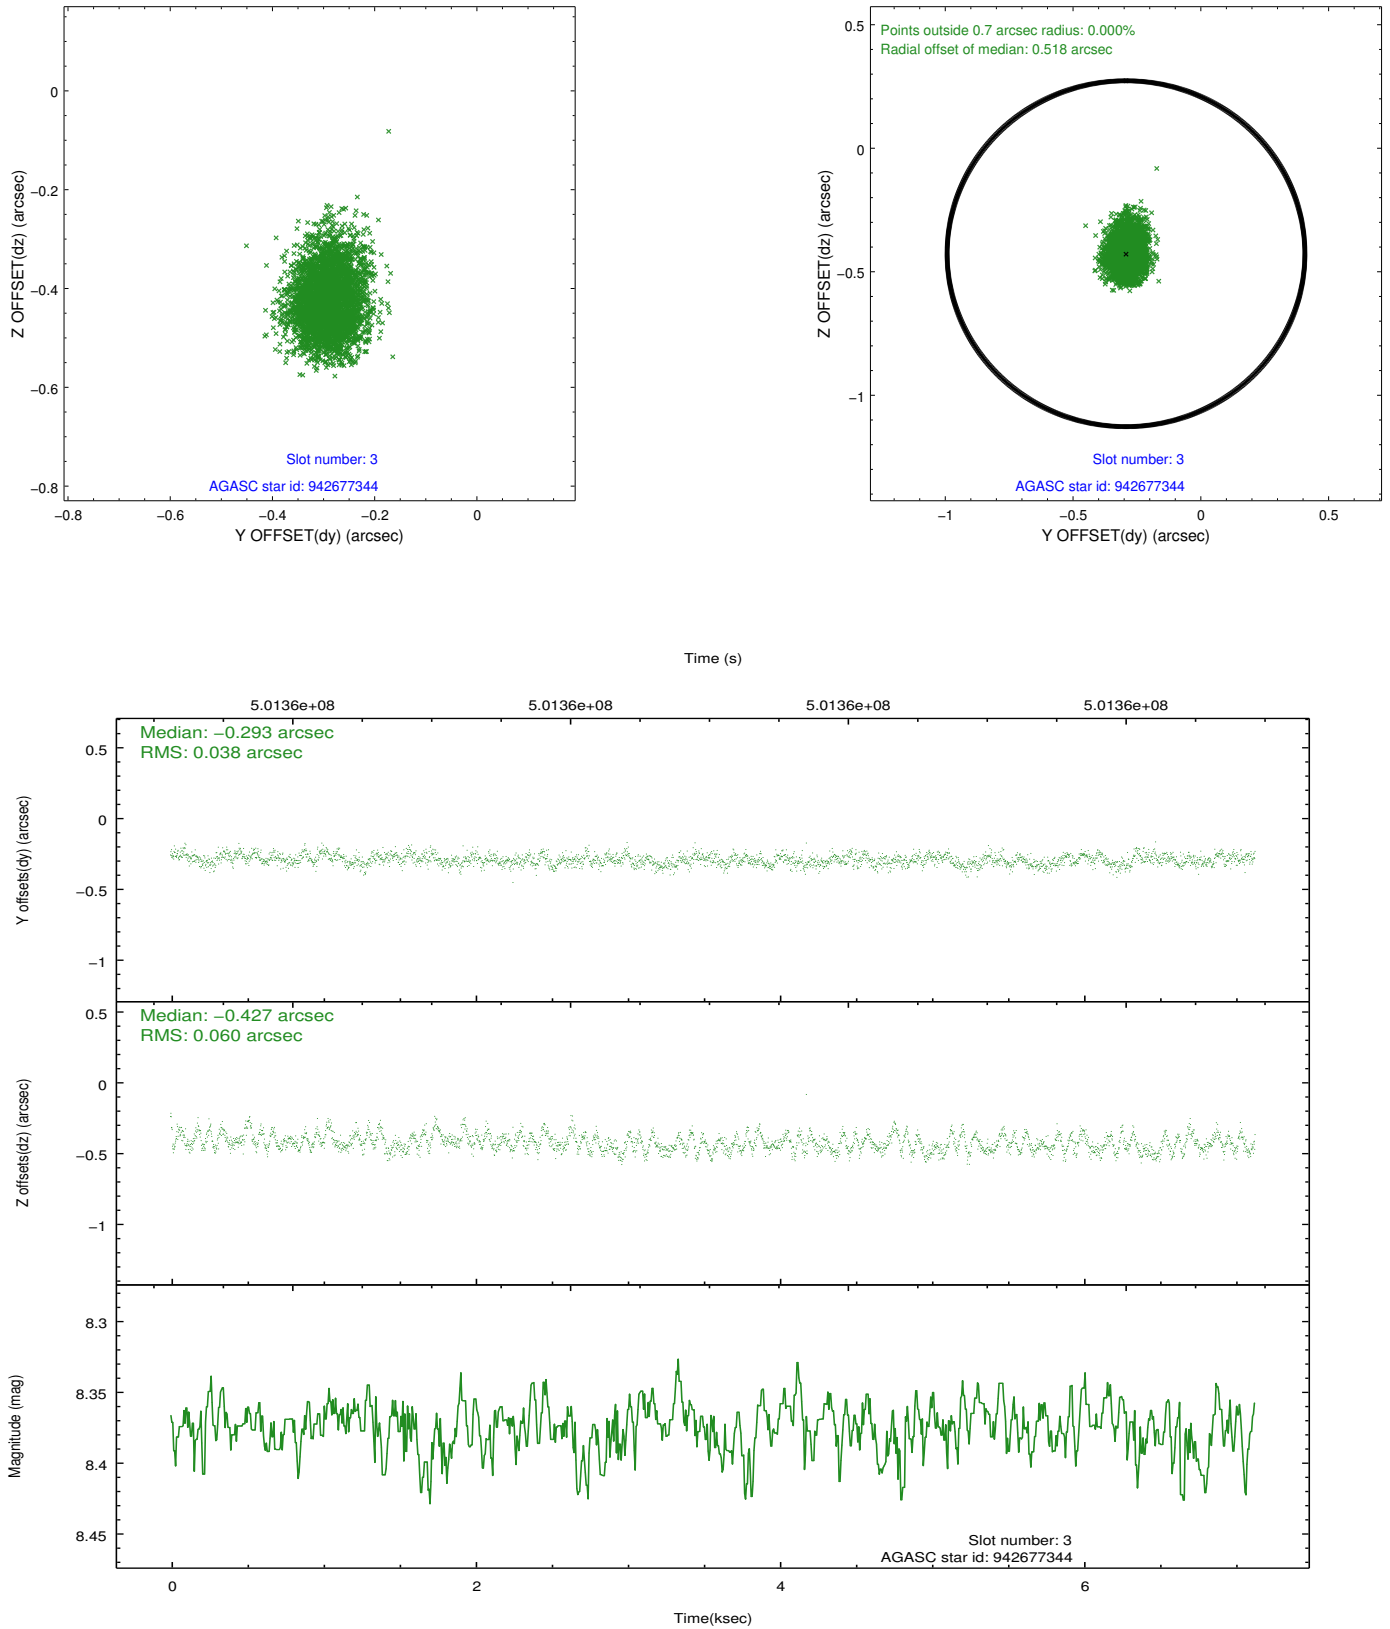 0
−0.2
−0.4
−0.6
−0.8
Z OFFSET(dz) (arcsec)
Slot number: 3
AGASC star id: 942677344
−0.8 −0.6 −0.4 −0.2 0
Y OFFSET(dy) (arcsec)
Points outside 0.7 arcsec radius: 0.000%
Radial offset of median: 0.518 arcsec
0.5
0
−0.5
−1
Z OFFSET(dz) (arcsec)
Slot number: 3
AGASC star id: 942677344
−1 −0.5 0 0.5
Y OFFSET(dy) (arcsec)
Time (s)
5.0136e+08 5.0136e+08 5.0136e+08 5.0136e+08
Median: −0.293 arcsec
RMS: 0.038 arcsec
0.5
0
−0.5
−1
Y offsets(dy) (arcsec)
Median: −0.427 arcsec
RMS: 0.060 arcsec
0.5
0
−0.5
−1
Z offsets(dz) (arcsec)
8.3
8.35
8.4
8.45
Magnitude (mag)
Slot number: 3
AGASC star id: 942677344
0 2 4 6
Time(ksec)